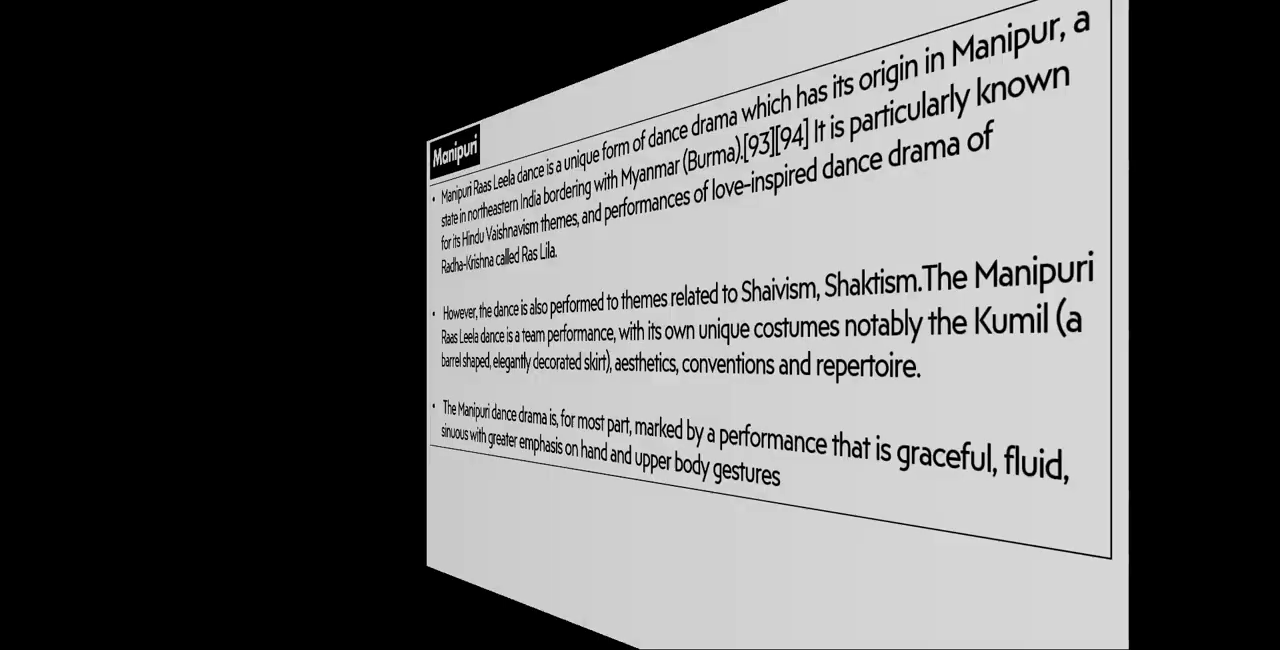 Manipuri
• Manipuri Raas Leela dance is a unique form of dance drama which has its origin in Manipur, a
state in northeastern India bordering with Myanmar (Burma).[93][94] It is particularly known
for its Hindu Vaishnavism themes, and performances of love-inspired dance drama of
Radha-Krishna called Ras Lila.
• However, the dance is also performed to themes related to Shaivism, Shaktism.The Manipuri
Raas Leela dance is a team performance, with its own unique costumes notably the Kumil (a
barrel shaped, elegantly decorated skirt), aesthetics, conventions and repertoire.
• The Manipuri dance drama is, for most part, marked by a performance that is graceful, fluid,
sinuous with greater emphasis on hand and upper body gestures